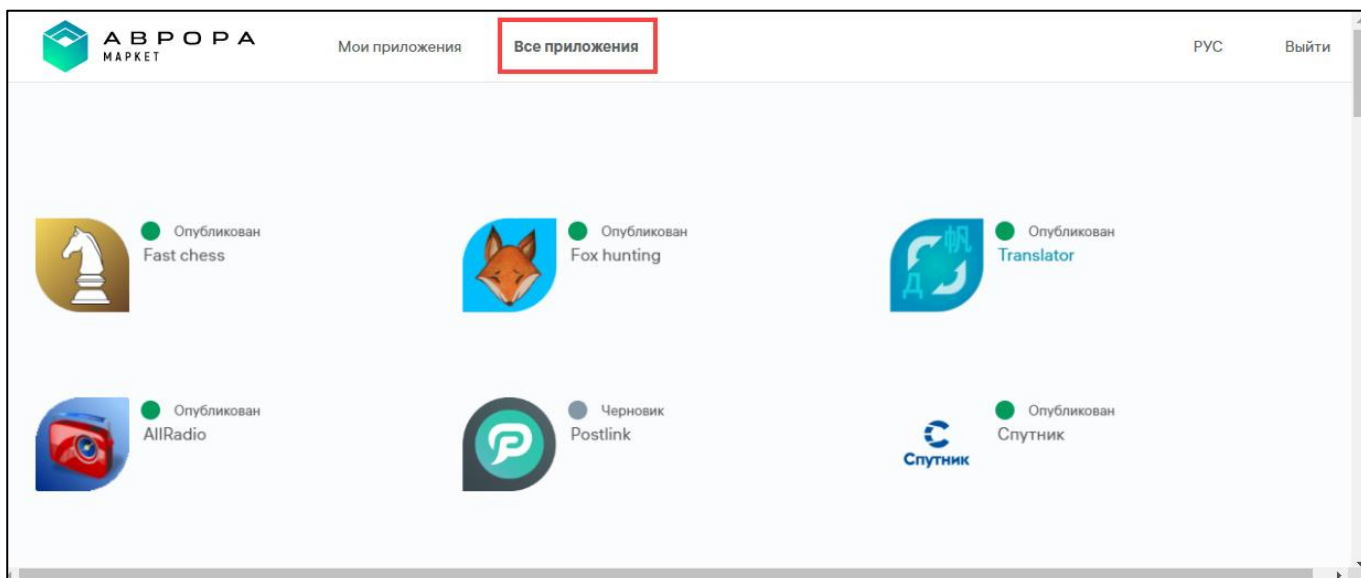 АВРОРА
МАРКЕТ
Мои приложения
Все приложения
РУС
Выйти
Опубликован
Fast chess
Опубликован
Fox hunting
帆
Д
Опубликован
Translator
Опубликован
AllRadio
Черновик
Postlink
Спутник
Опубликован
Спутник